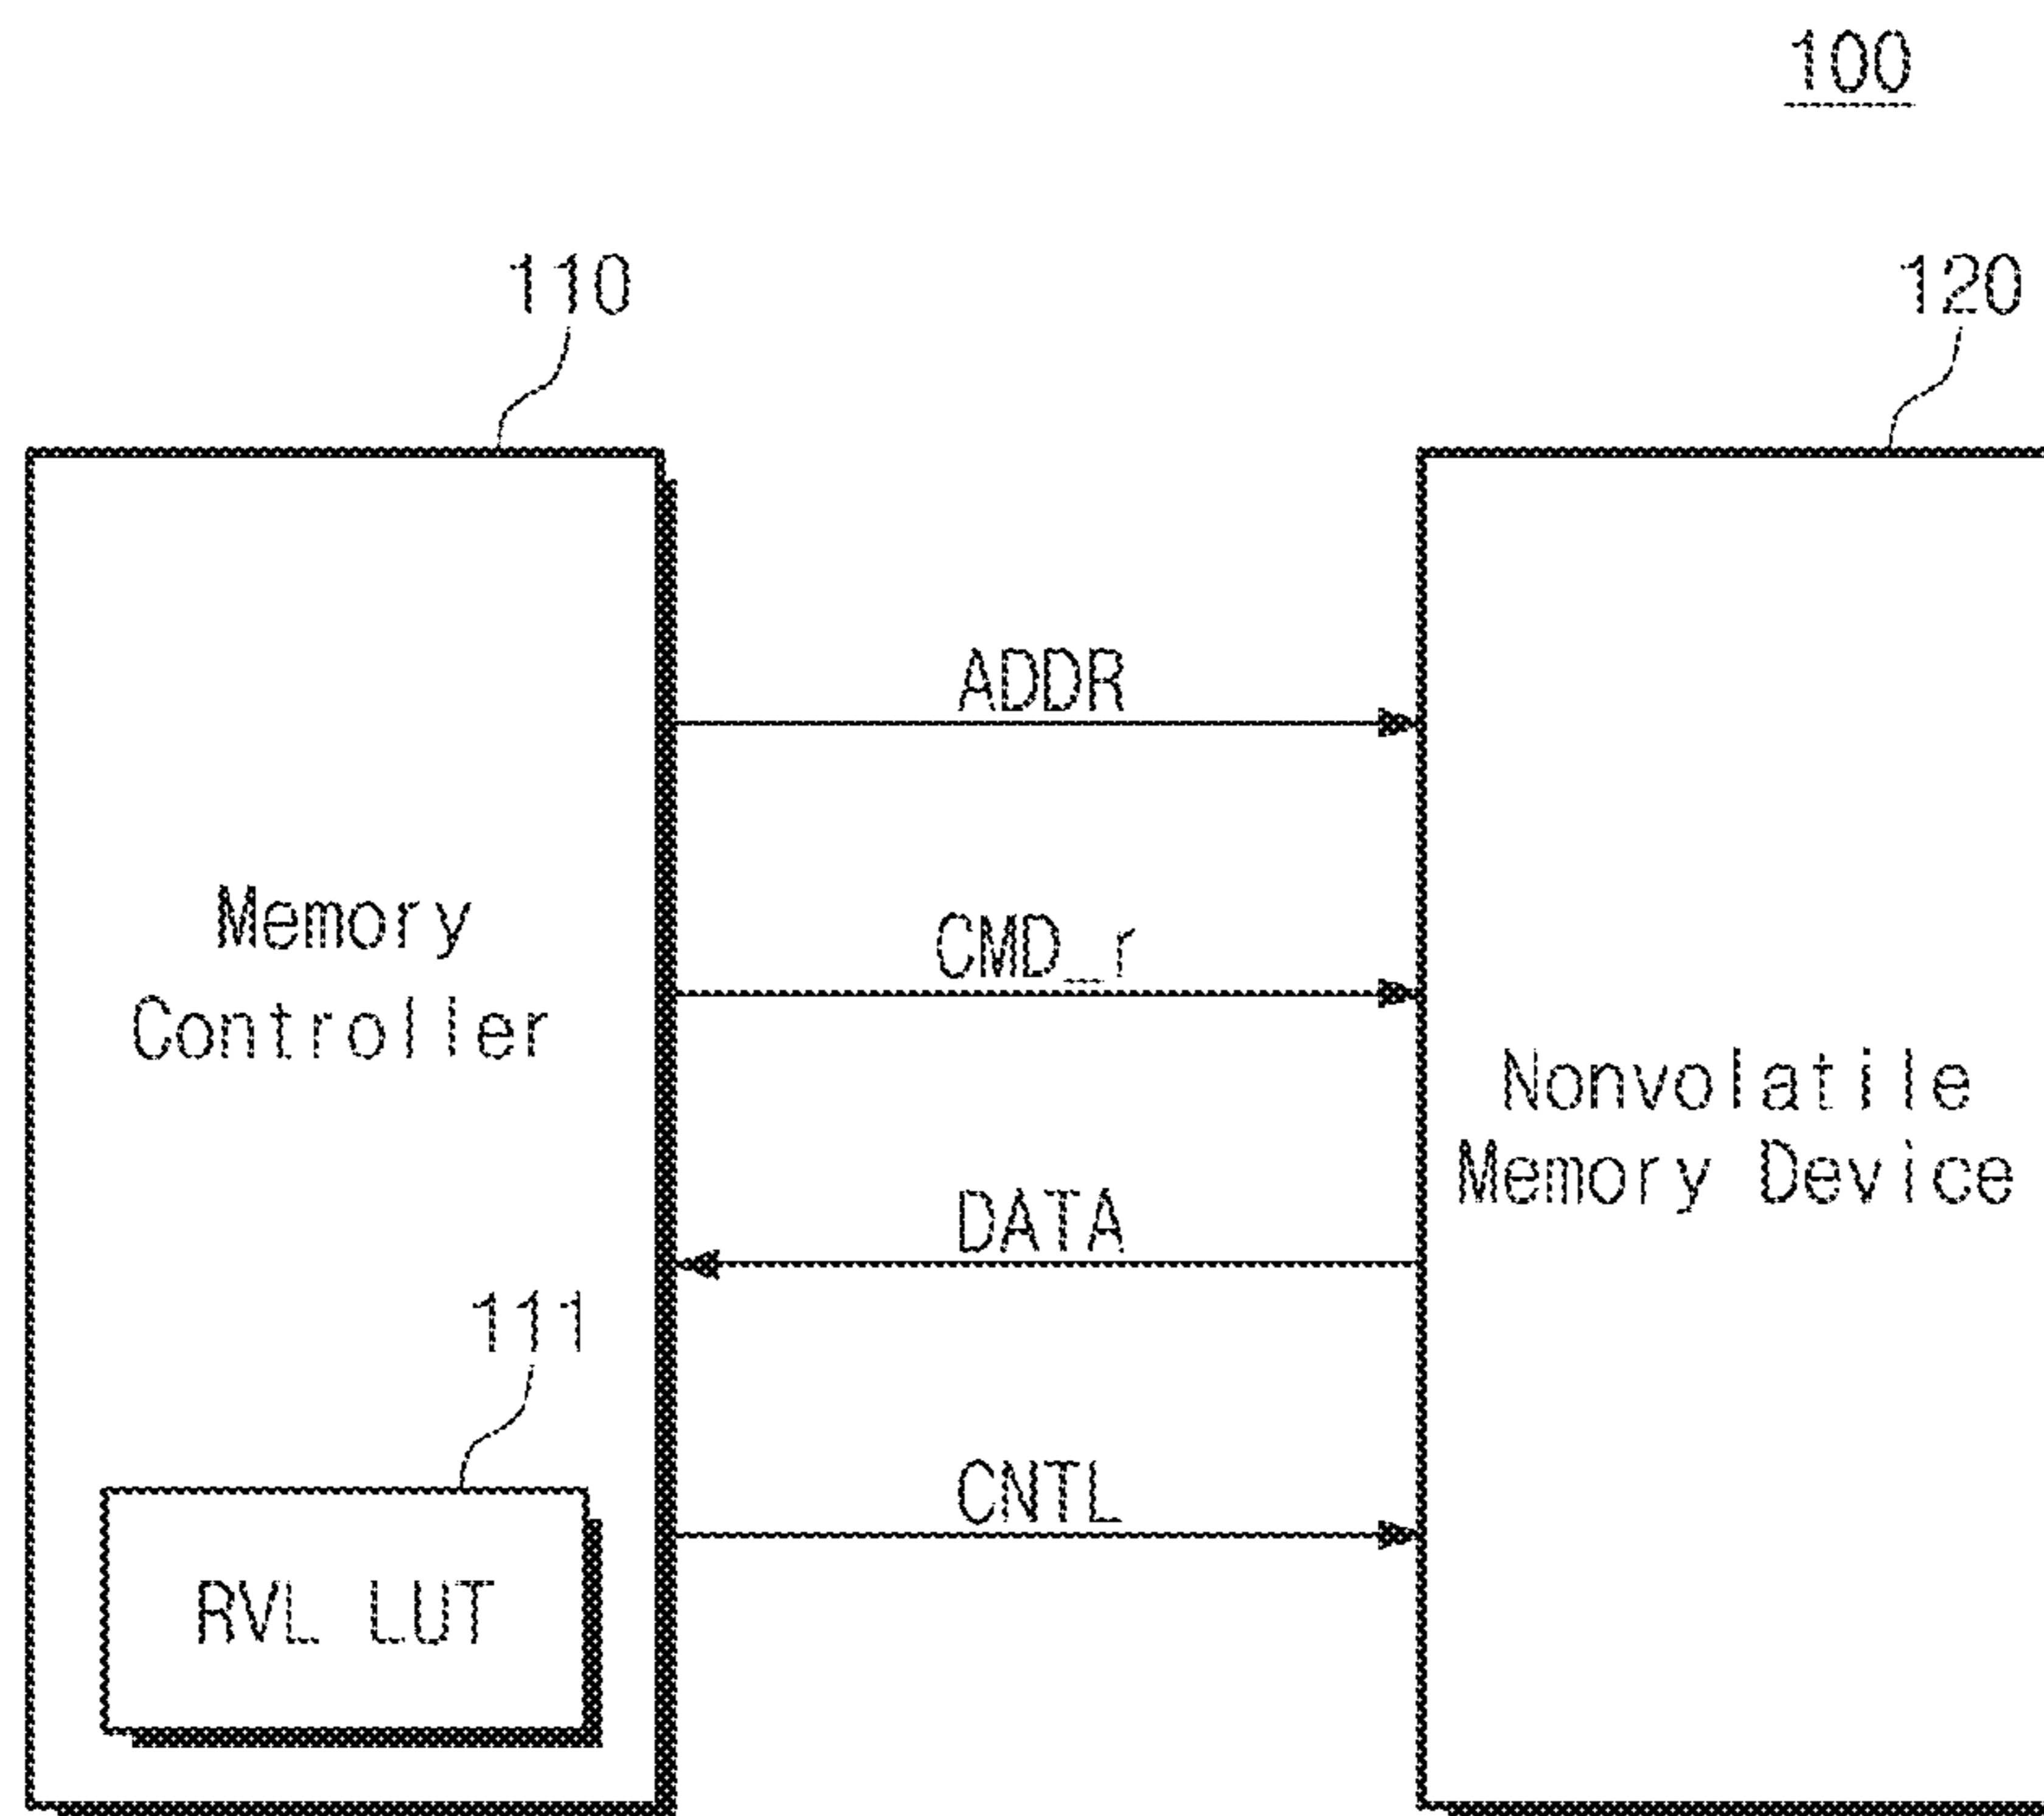 100
110
120
ADDR
CMD_r
Memory
Controller
Nonvolatile
Memory Device
DATA
111
CNTL
RVL LUT